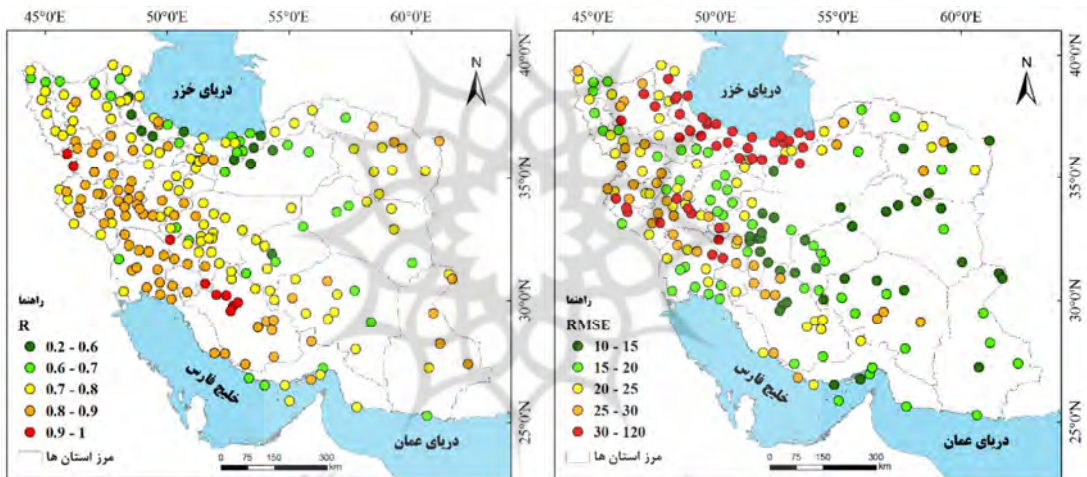 45°0'E 50°0'E 55°0'E 60°0'E
40°0'N
35°0'N
30°0'N
25°0'N
N
دریای خزر
خلیج فارس
دریای عمان
راهنما
R
0.2 - 0.6
0.6 - 0.7
0.7 - 0.8
0.8 - 0.9
0.9 - 1
مرز استان ها
0 75 150 300
km
45°0'E 50°0'E 55°0'E 60°0'E
40°0'N
35°0'N
30°0'N
25°0'N
N
دریای خزر
خلیج فارس
دریای عمان
راهنما
RMSE
10 - 15
15 - 20
20 - 25
25 - 30
30 - 120
مرز استان ها
0 75 150 300
km